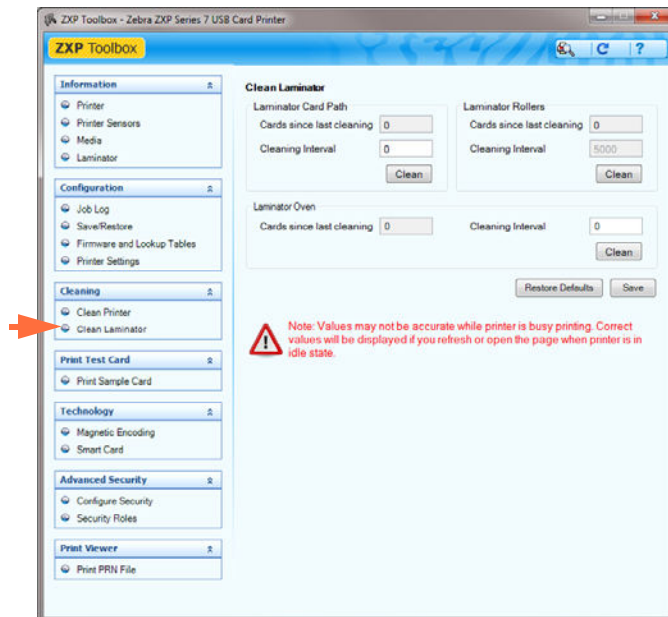 ZXP Toolbox - Zebra ZXP Series 7 USB Card Printer
ZXP Toolbox
?
Information
Printer
Printer Sensors
Media
Laminator
Configuration
Job Log
Save/Restore
Firmware and Lookup Tables
Printer Settings
Cleaning
Clean Printer
Clean Laminator
Print Test Card
Print Sample Card
Technology
Magnetic Encoding
Smart Card
Advanced Security
Configure Security
Security Roles
Print Viewer
Print PRN File
Clean Laminator
Laminator Card Path
Cards since last cleaning 0
Cleaning Interval 0
Clean
Laminator Rollers
Cards since last cleaning 0
Cleaning Interval 5000
Clean
Laminator Oven
Cards since last cleaning 0 Cleaning Interval 0
Clean
Restore Defaults Save
Note: Values may not be accurate while printer is busy printing. Correct
values will be displayed if you refresh or open the page when printer is in
idle state.